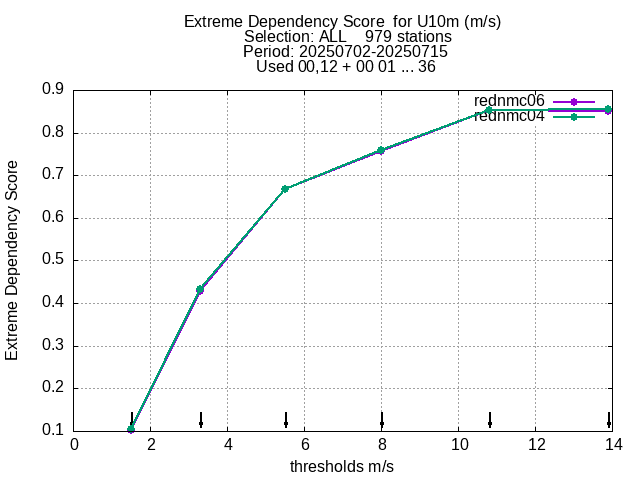 Extreme Dependency Score  for U10m (m/s)
Selection: ALL    979 stations
Period: 20250702-20250715
Used 00,12 + 00 01 ... 36
rednmc06
rednmc04
Extreme Dependency Score
0.9
0.8
0.7
0.6
0.5
0.4
0.3
0.2
0.1
0 2 4 6 8 10 12 14
thresholds m/s